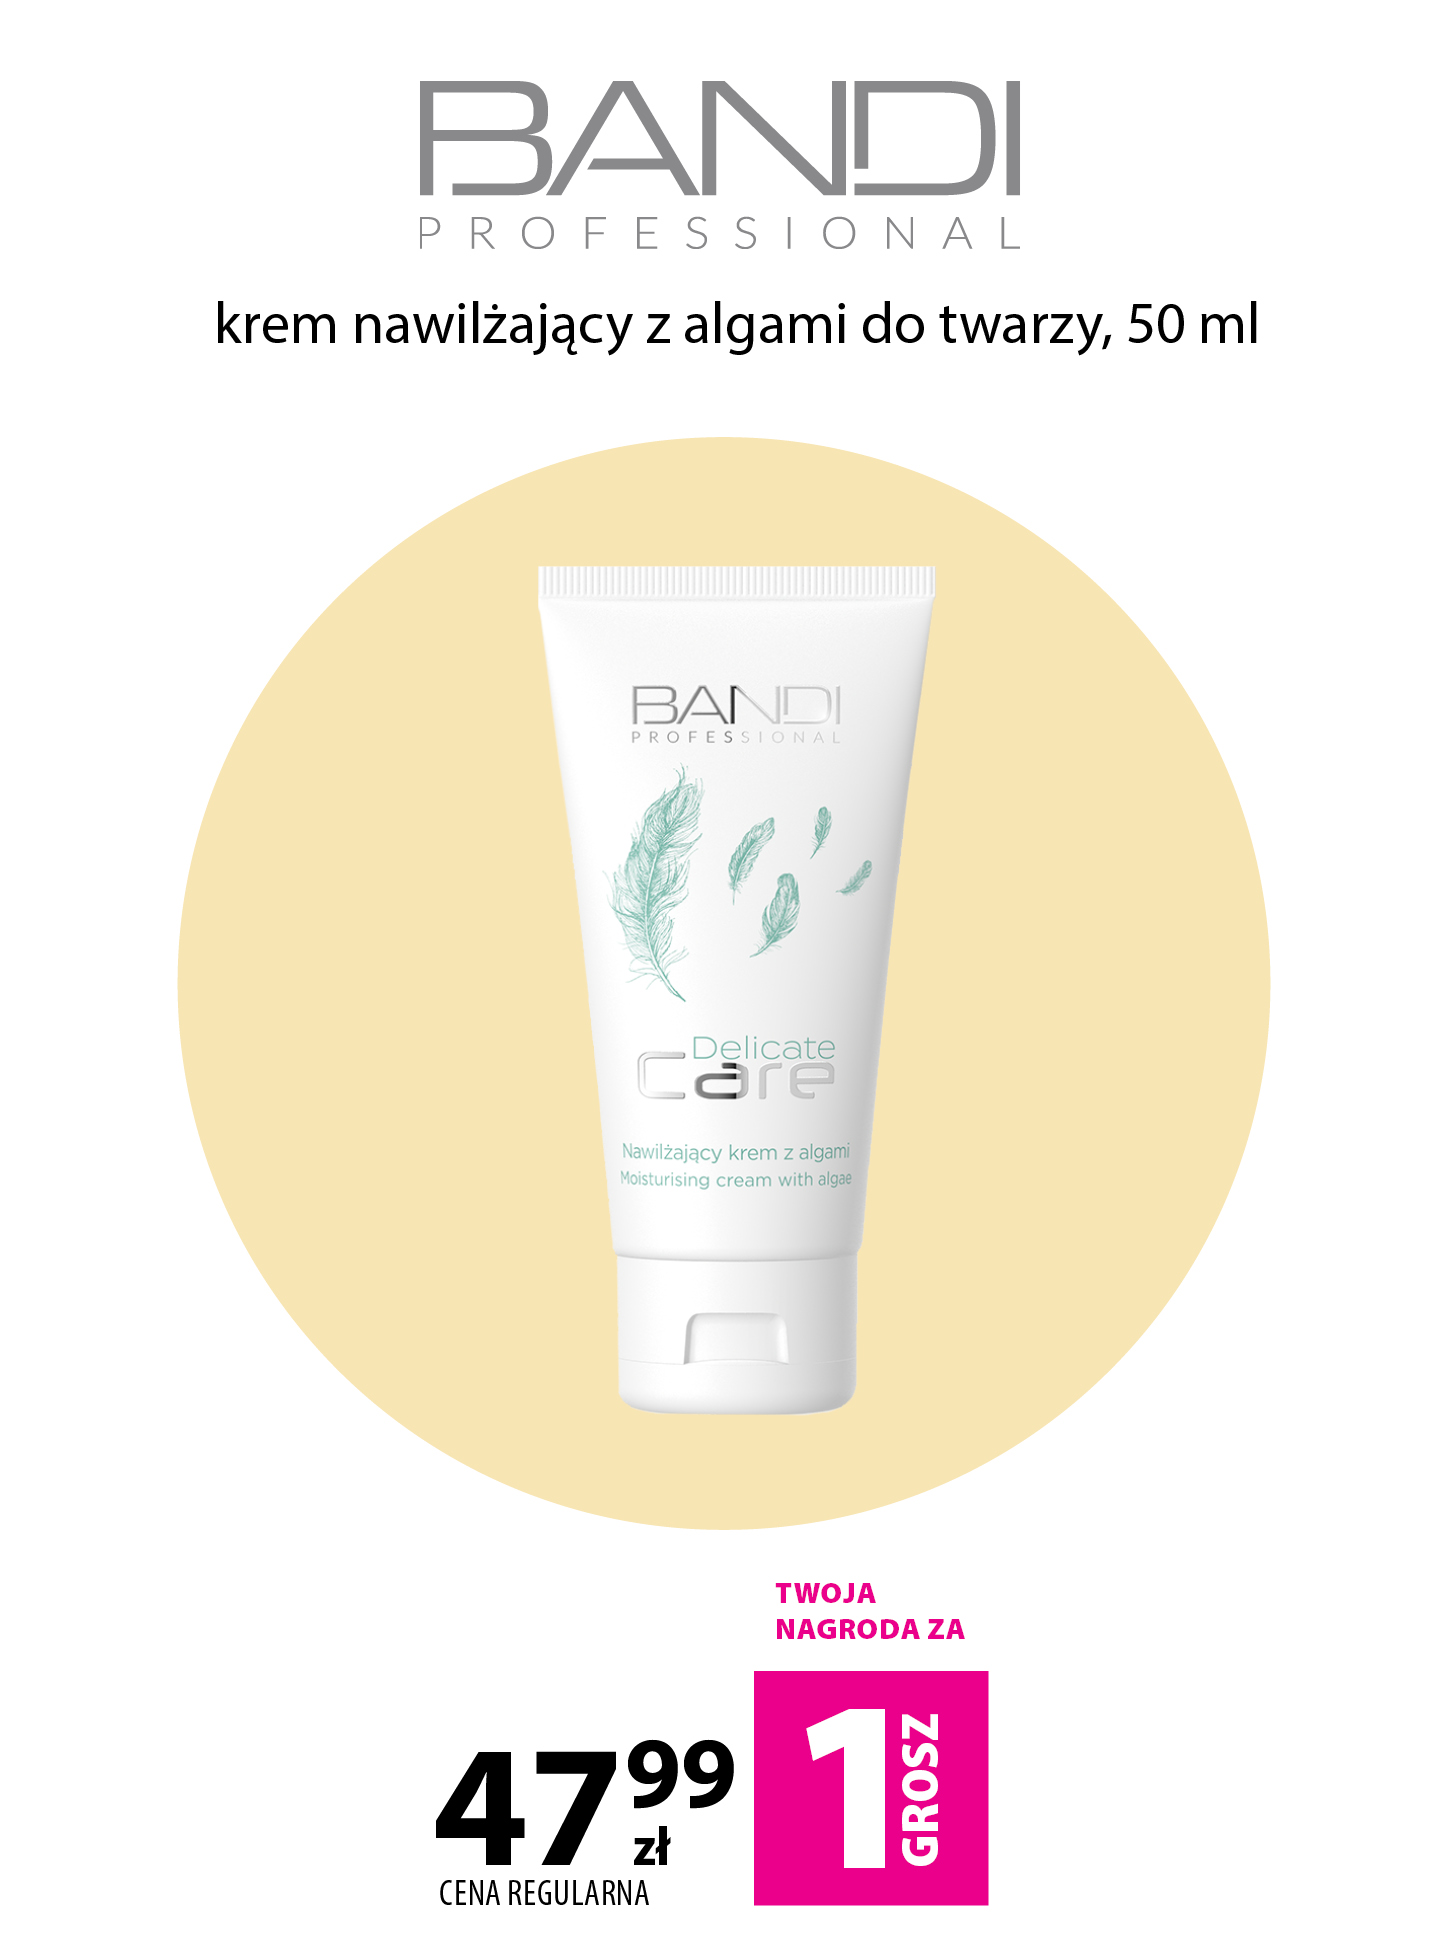 BANDI
PROFESSIONAL
krem nawilżający z algami do twarzy, 50 ml
BANDI
PROFESSIONAL
Delicate
Care
Nawilżający krem z algami
Moisturising cream with algae
TWOJA
NAGRODA ZA
47 99 zł
CENA REGULARNA
1 GROSZ